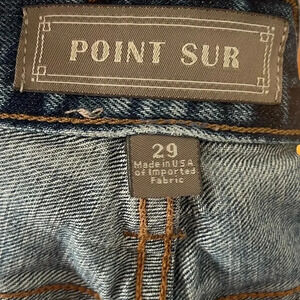 POINT SUR
29
Made in USA
of Imported
Fabric